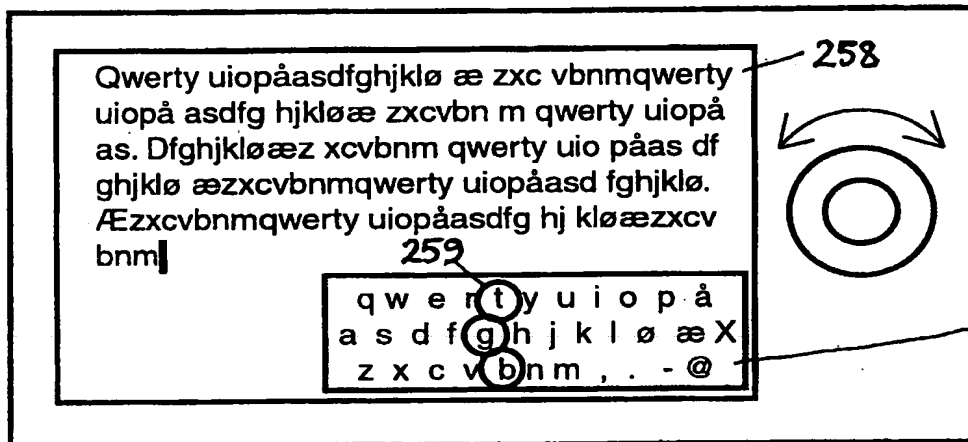 258
Qwerty uiopåasdfghjklø æ zxc vbnmqwerty
uiopå asdfg hjkløæ zxcvbn m qwerty uiopå
as. Dfghjkløæz xcvbnm qwerty uio påas df
ghjklø æzxcvbnmqwerty uiopåasd fghjklø.
Æzxcvbnmqwerty uiopåasdfg hj kløæzxcv
bnm
259
q w e r t y u i o p å
a s d f g h j k l ø æ X
z x c v b n m , . - @